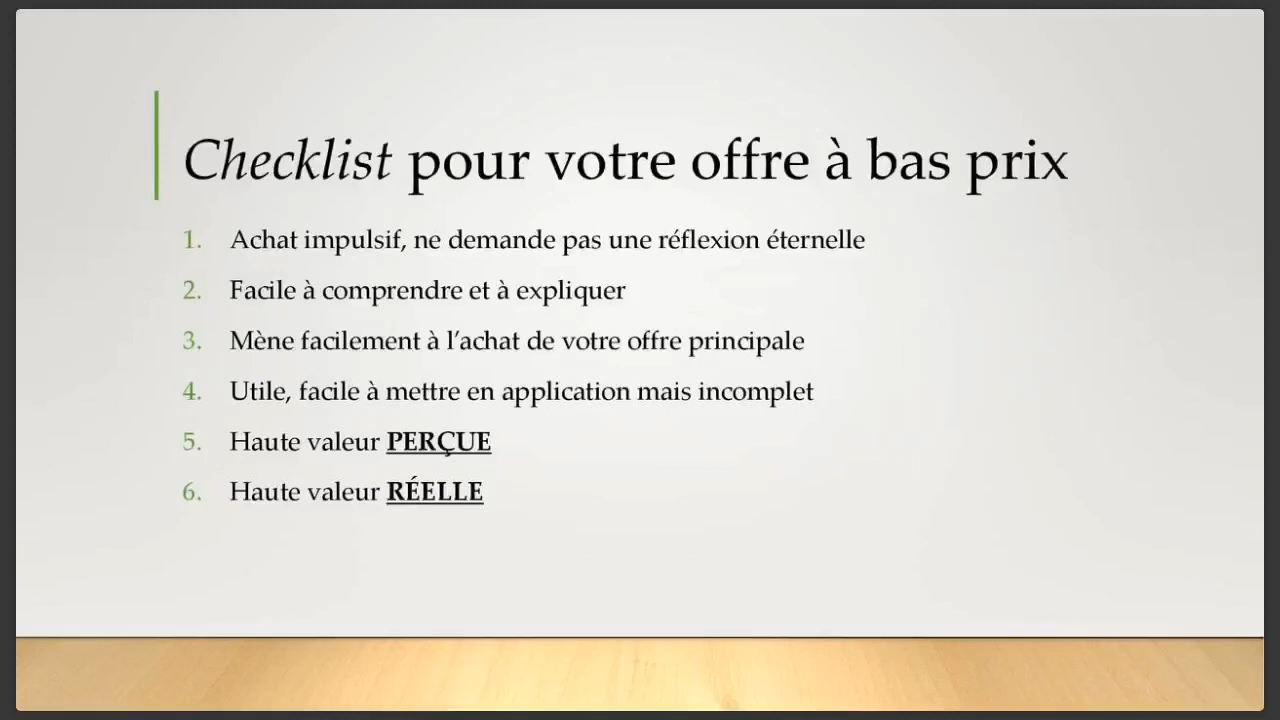 Checklist pour votre offre à bas prix
1. Achat impulsif, ne demande pas une réflexion éternelle
2. Facile à comprendre et à expliquer
3. Mène facilement à l’achat de votre offre principale
4. Utile, facile à mettre en application mais incomplet
5. Haute valeur PERÇUE
6. Haute valeur RÉELLE